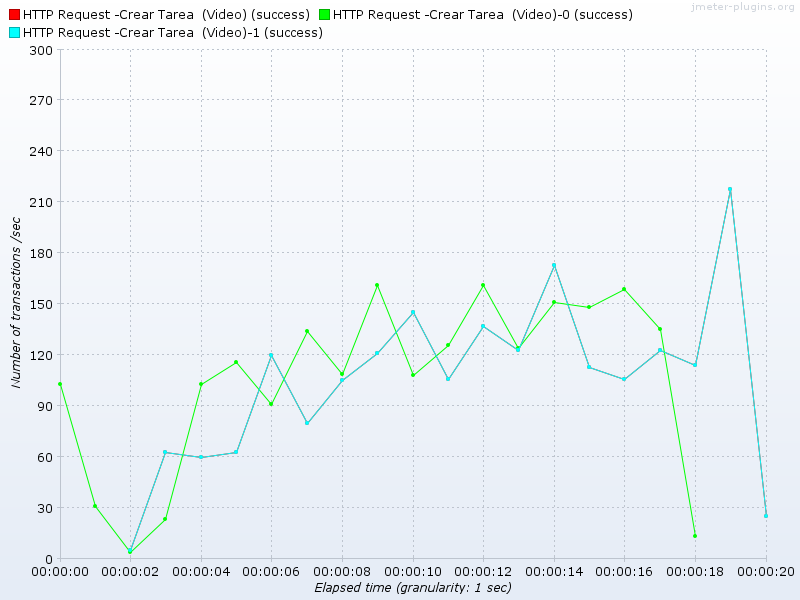 jmeter-plugins.org
HTTP Request -Crear Tarea  (Video) (success) HTTP Request -Crear Tarea  (Video)-0 (success)
HTTP Request -Crear Tarea  (Video)-1 (success)
300
270
240
210
180
150
120
90
60
30
0
Number of transactions /sec
00:00:00 00:00:02 00:00:04 00:00:06 00:00:08 00:00:10 00:00:12 00:00:14 00:00:16 00:00:18 00:00:20
Elapsed time (granularity: 1 sec)